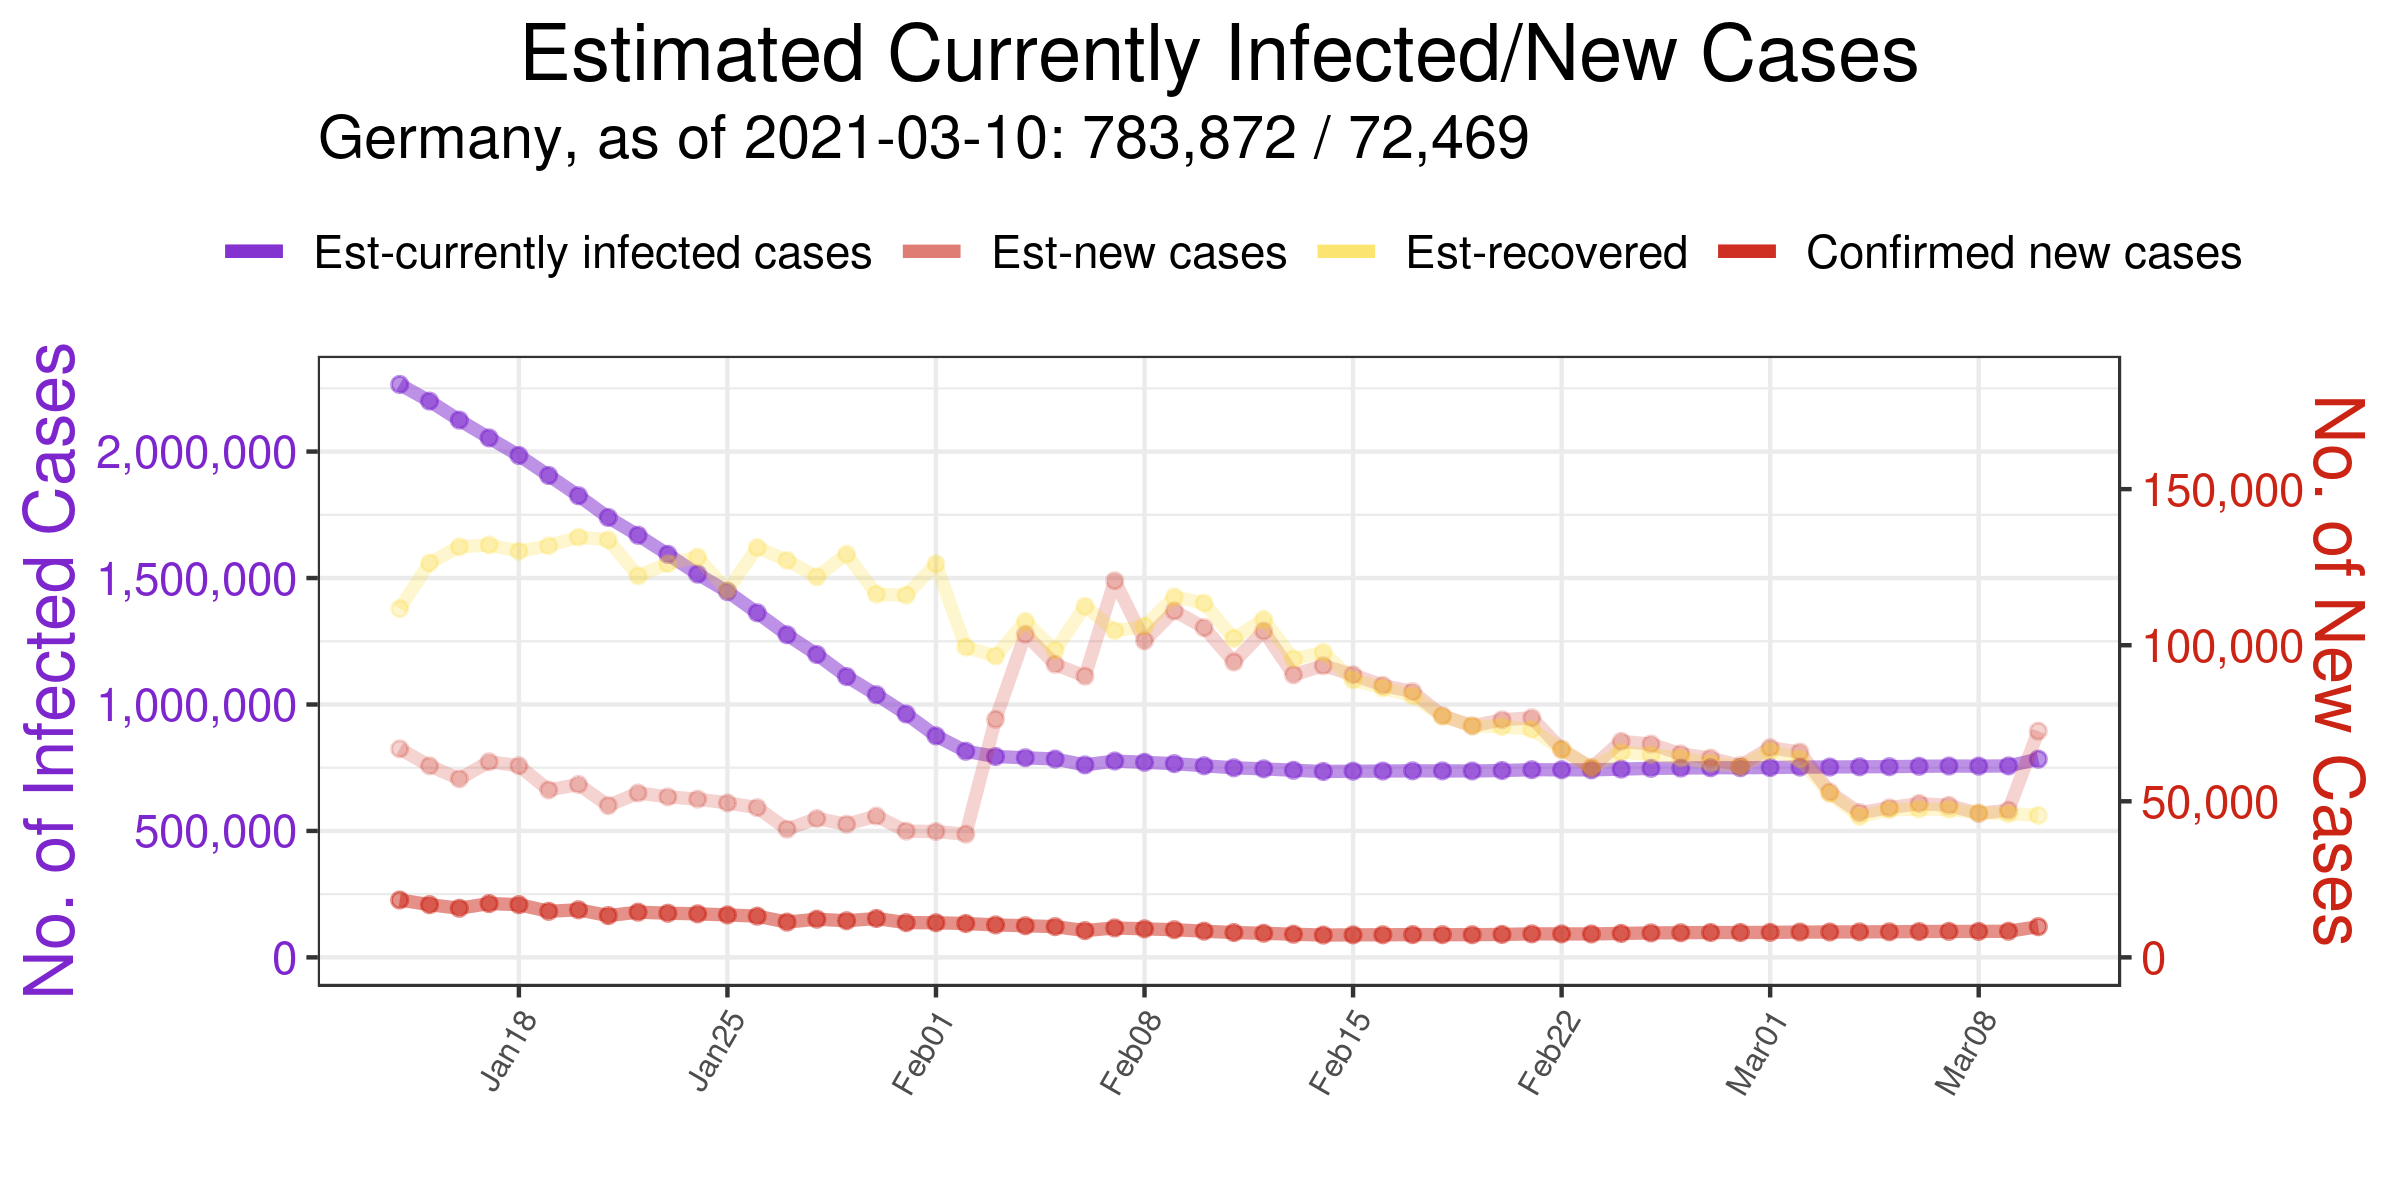 Estimated Currently Infected/New Cases
Germany, as of 2021-03-10: 783,872 / 72,469
Est-currently infected cases Est-new cases Est-recovered Confirmed new cases
No. of Infected Cases
2,000,000
1,500,000
1,000,000
500,000
0
150,000
100,000
50,000
0
No. of New Cases
Jan18 Jan25 Feb01 Feb08 Feb15 Feb22 Mar01 Mar08